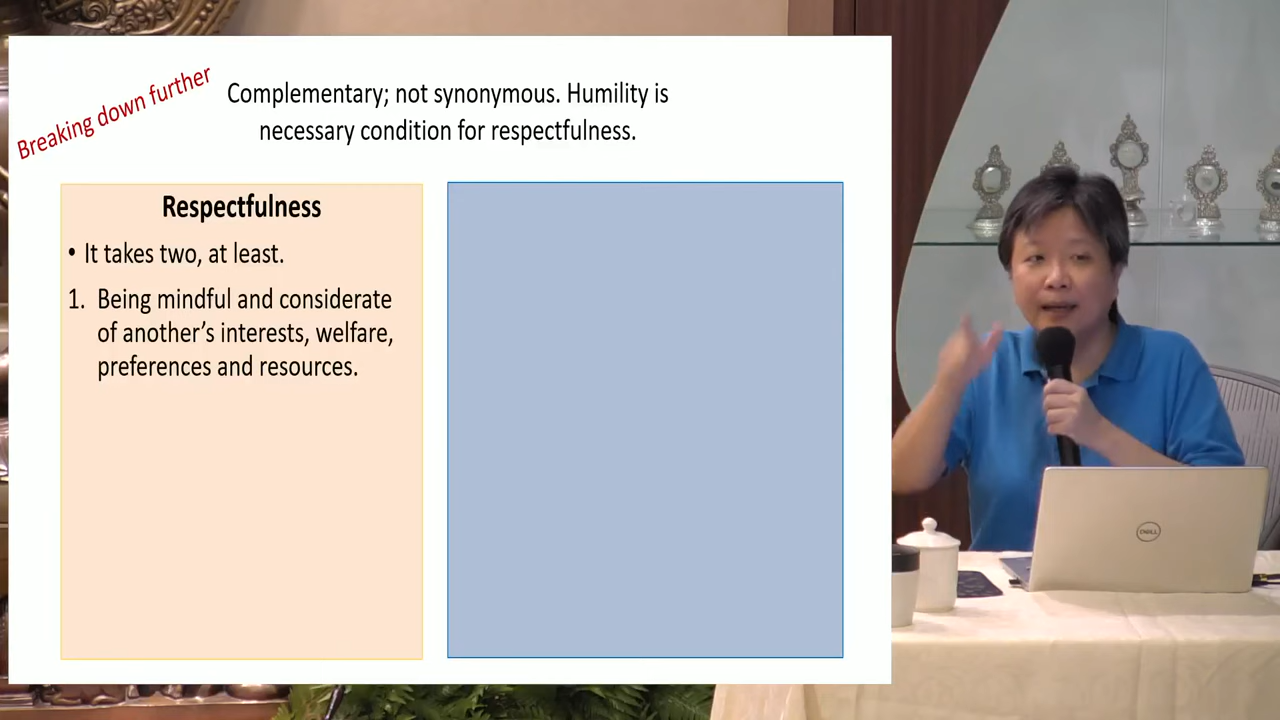 Breaking down further
Complementary; not synonymous. Humility is
necessary condition for respectfulness.
Respectfulness
• It takes two, at least.
1. Being mindful and considerate
of another’s interests, welfare,
preferences and resources.
DELL